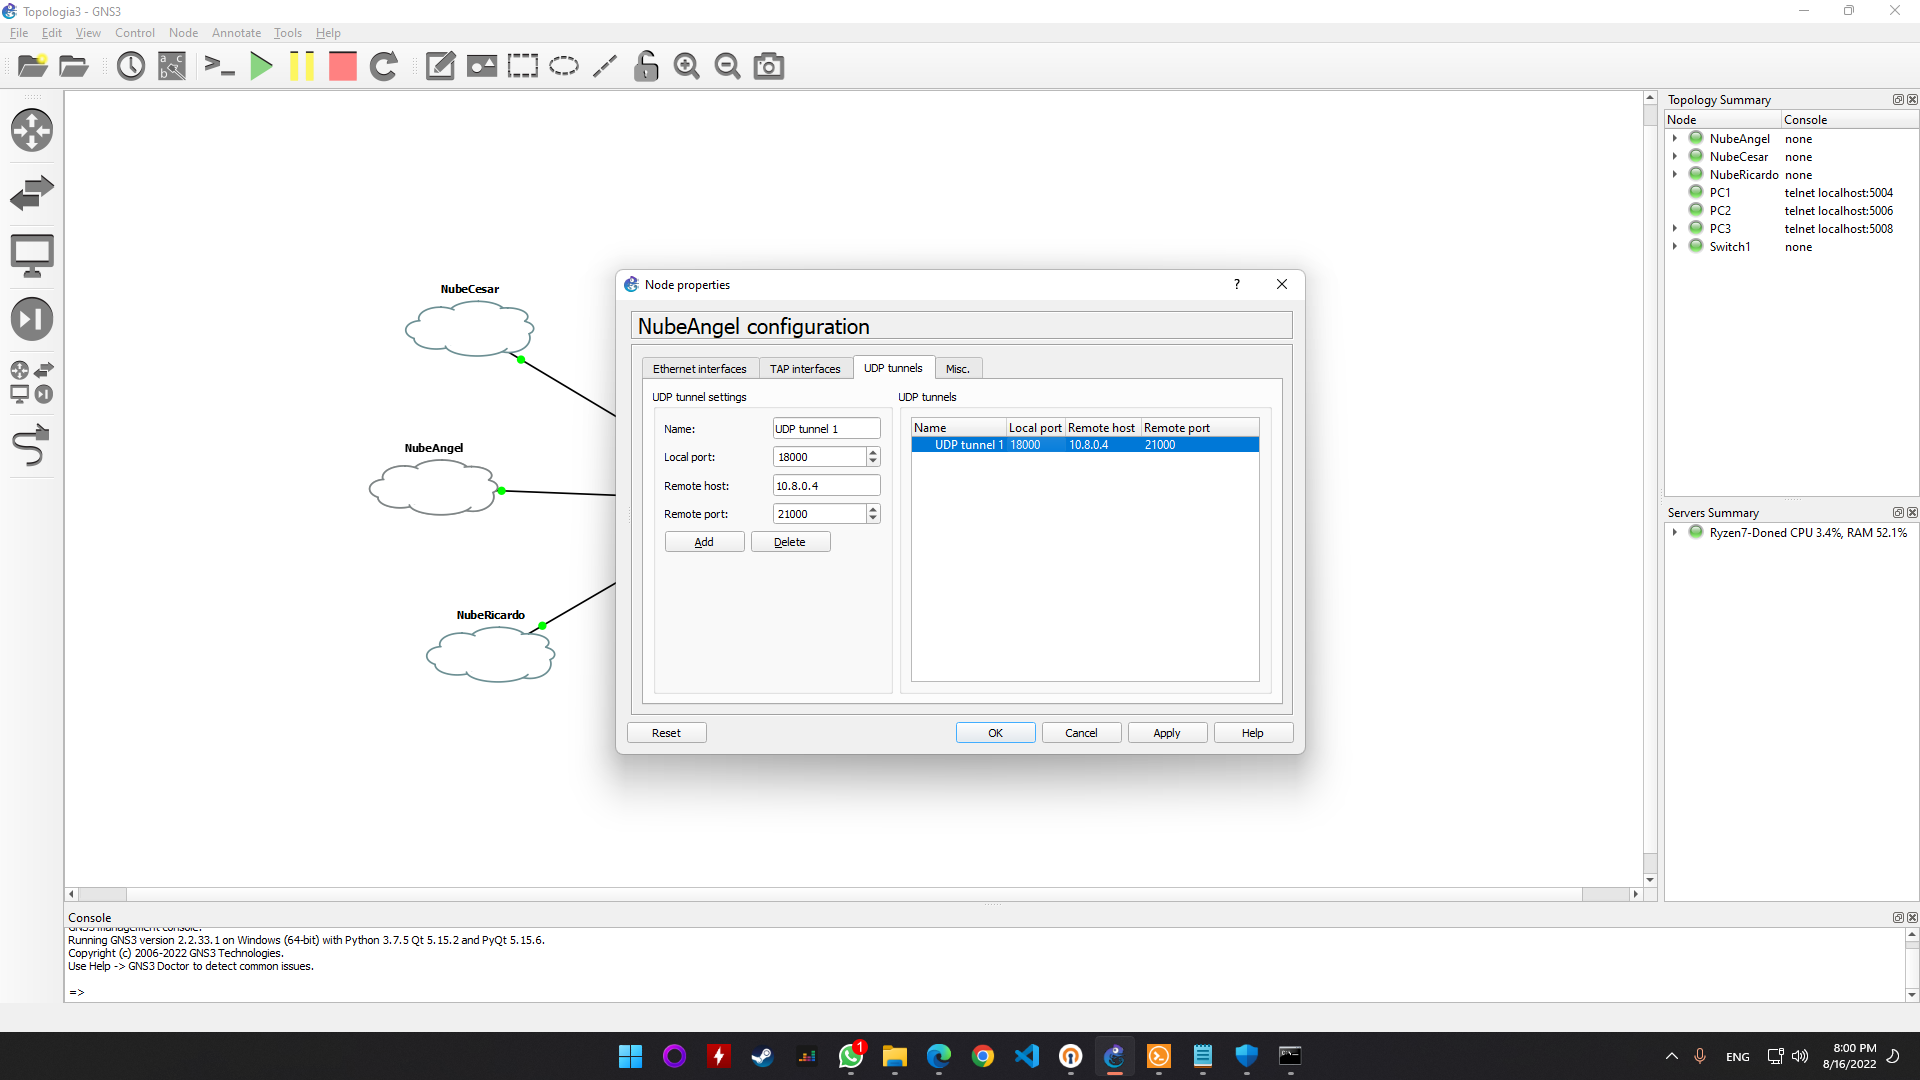 Topologia3 - GNS3
File Edit View Control Node Annotate Tools Help
Topology Summary
Node Console
NubeAngel none
NubeCesar none
NubeRicardo none
PC1 telnet localhost:5004
PC2 telnet localhost:5006
PC3 telnet localhost:5008
Switch1 none
NubeCesar
NubeAngel
NubeRicardo
Node properties
NubeAngel configuration
Ethernet interfaces TAP interfaces UDP tunnels Misc.
UDP tunnel settings
Name: UDP tunnel 1
Local port: 18000
Remote host: 10.8.0.4
Remote port: 21000
Add Delete
UDP tunnels
Name Local port Remote host Remote port
UDP tunnel 1 18000 10.8.0.4 21000
Reset OK Cancel Apply Help
Servers Summary
Ryzen7-Doned CPU 3.4%, RAM 52.1%
Console
GNS3 management console.
Running GNS3 version 2.2.33.1 on Windows (64-bit) with Python 3.7.5 Qt 5.15.2 and PyQt 5.15.6.
Copyright (c) 2006-2022 GNS3 Technologies.
Use Help -> GNS3 Doctor to detect common issues.
=>
1
ENG
8:00 PM
8/16/2022